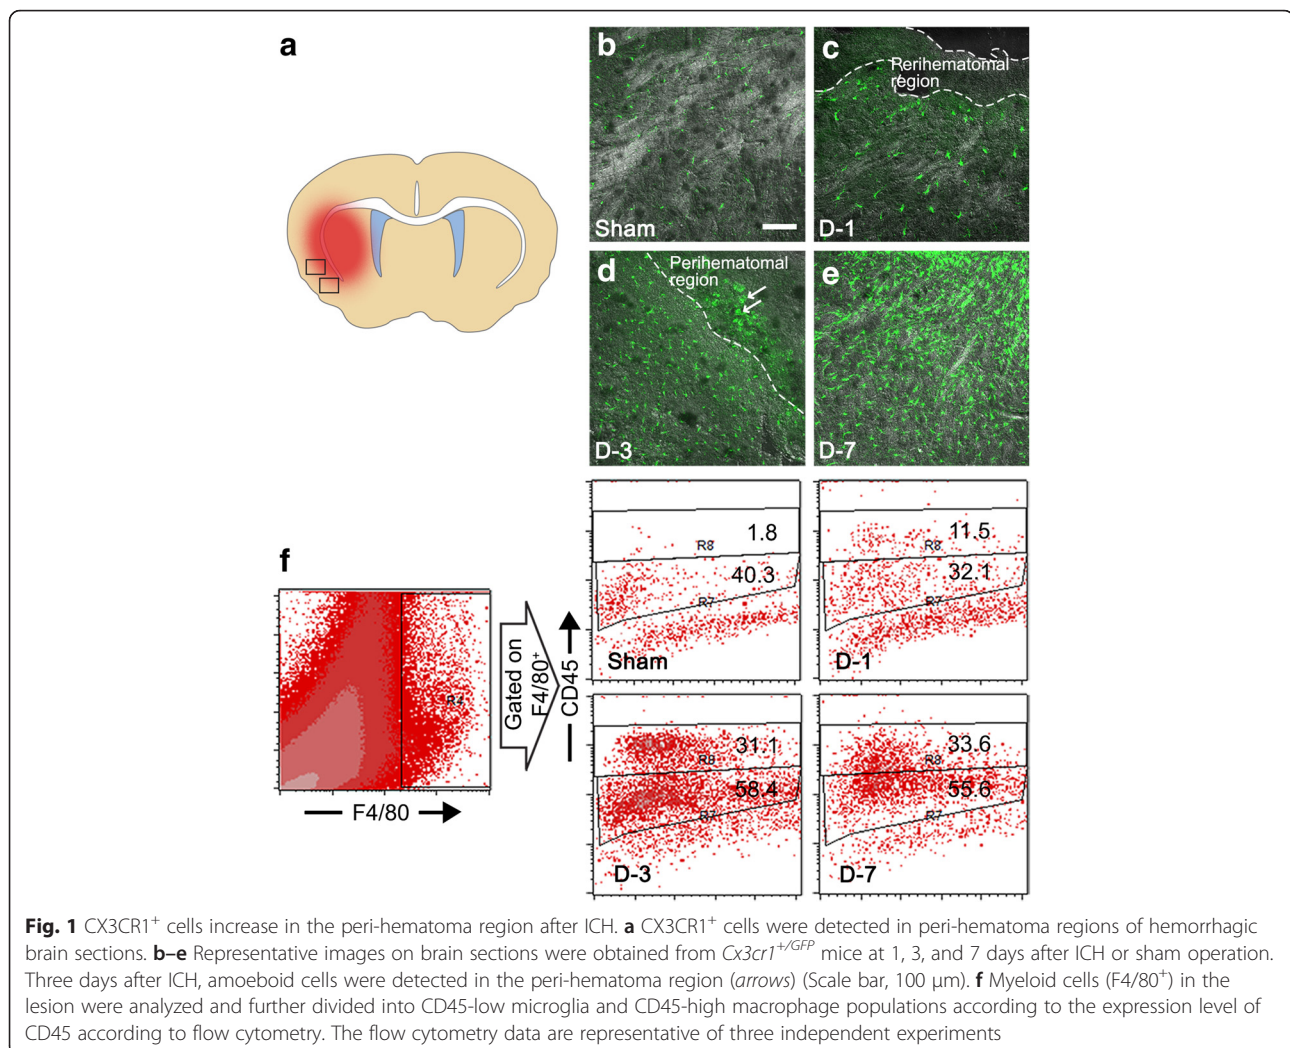 a
b
Sham
c
Rerihematomal
region
D-1
d
Perihematomal
region
D-3
e
D-7
f
R2
F4/80
Gated on
F4/80⁺
CD45
1.8
R8
40.3
R7
Sham
11.5
R8
32.1
R7
D-1
31.1
R8
58.4
R7
D-3
33.6
R8
55.6
R7
D-7
Fig. 1 CX3CR1⁺ cells increase in the peri-hematoma region after ICH. a CX3CR1⁺ cells were detected in peri-hematoma regions of hemorrhagic
brain sections. b–e Representative images on brain sections were obtained from Cx3cr1⁺/ᴳᶠᴾ mice at 1, 3, and 7 days after ICH or sham operation.
Three days after ICH, amoeboid cells were detected in the peri-hematoma region (arrows) (Scale bar, 100 μm). f Myeloid cells (F4/80⁺) in the
lesion were analyzed and further divided into CD45-low microglia and CD45-high macrophage populations according to the expression level of
CD45 according to flow cytometry. The flow cytometry data are representative of three independent experiments